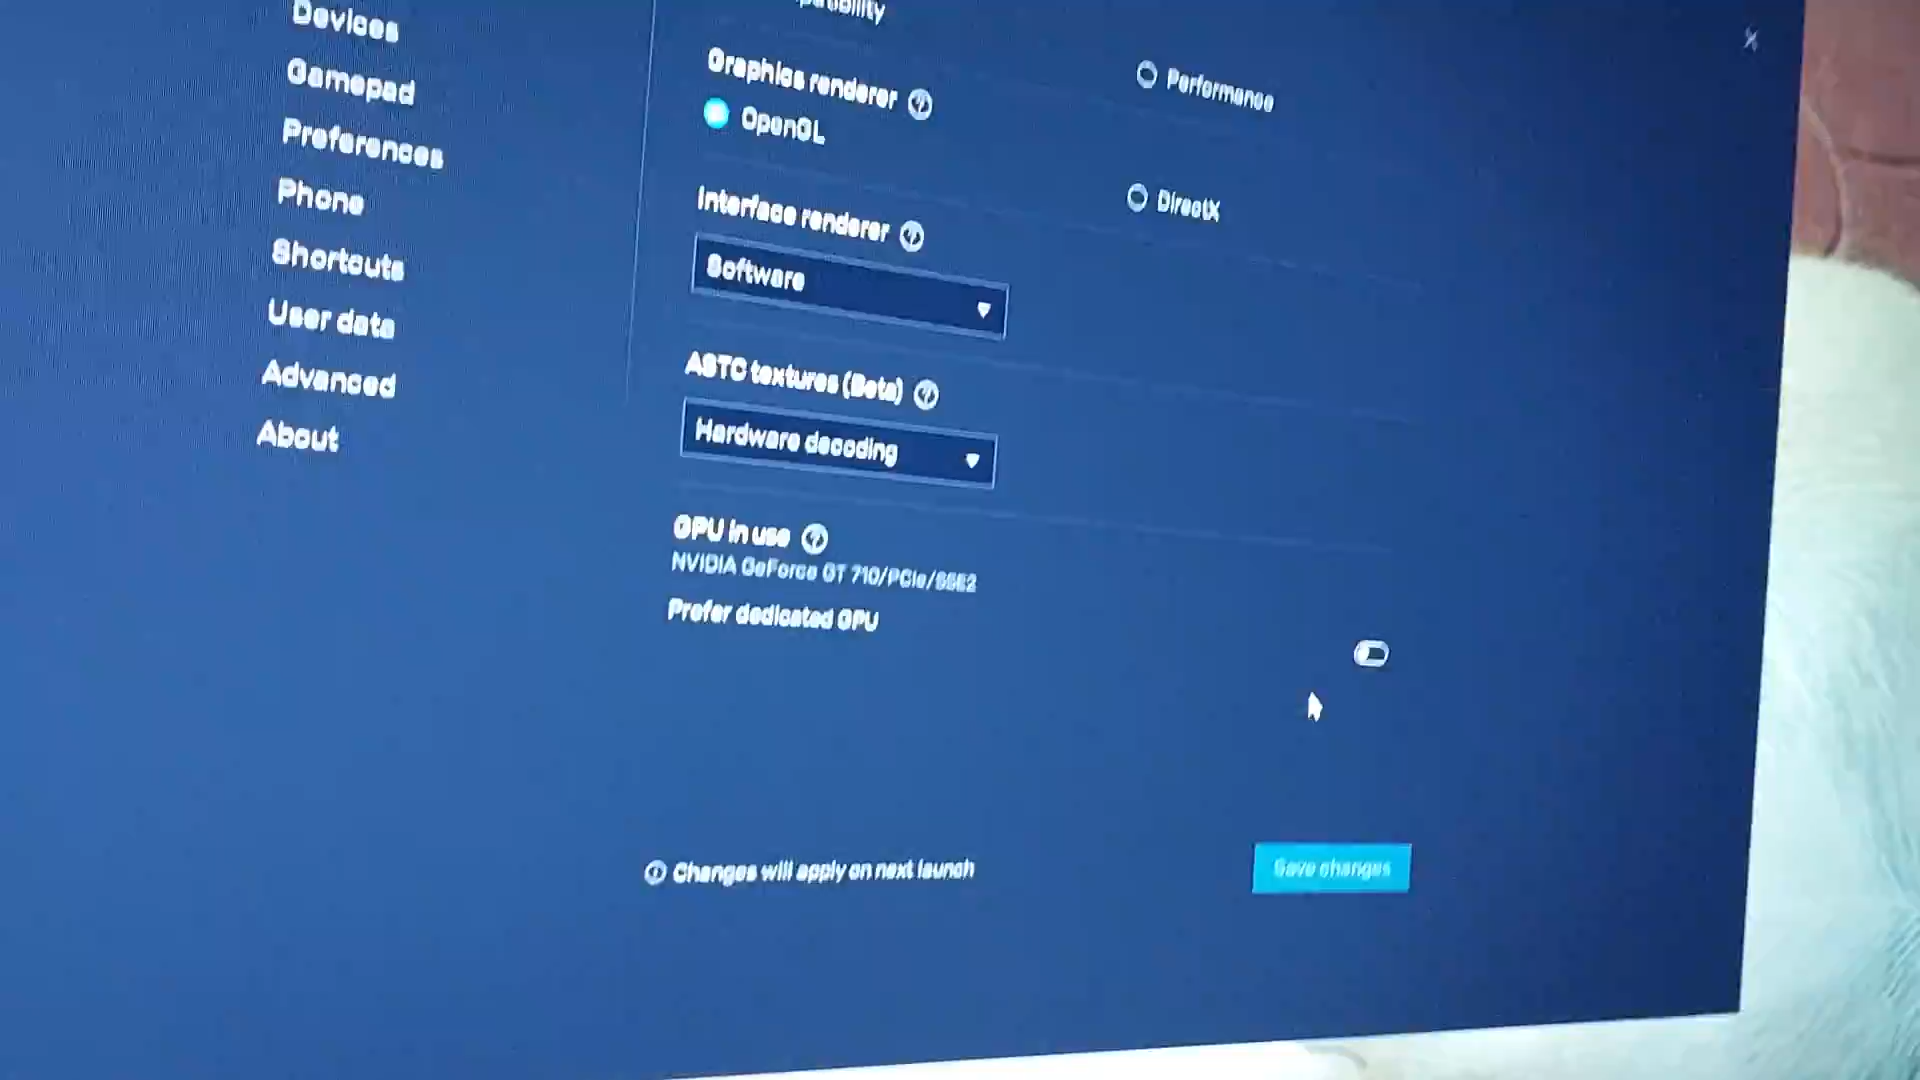 Devices
Gamepad
Preferences
Phone
Shortcuts
User data
Advanced
About
Performance
Graphics renderer
OpenGL
DirectX
Interface renderer
Software
ASTC textures (Beta)
Hardware decoding
GPU in use
NVIDIA GeForce GT 710/PCIe/SSE2
Prefer dedicated GPU
Changes will apply on next launch
Save changes